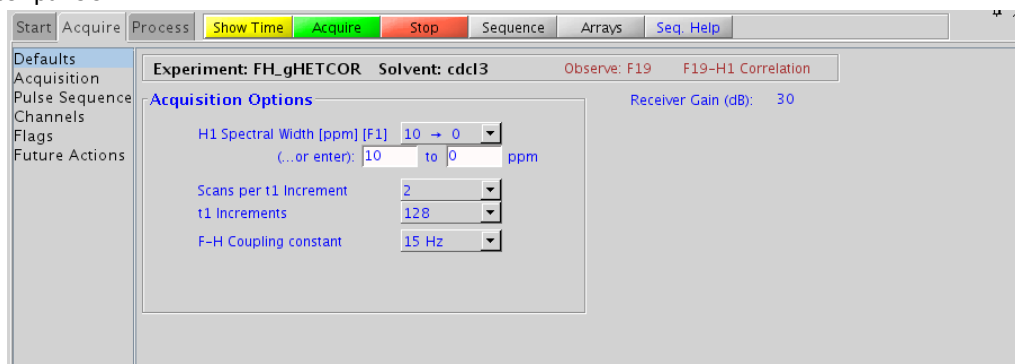 Start Acquire Process Show Time Acquire Stop Sequence Arrays Seq. Help
Defaults
Acquisition
Pulse Sequence
Channels
Flags
Future Actions
Experiment: FH_gHETCOR Solvent: cdcl3 Observe: F19 F19-H1 Correlation
Acquisition Options
Receiver Gain (dB): 30
H1 Spectral Width [ppm] [F1] 10 → 0
(...or enter): 10 to 0 ppm
Scans per t1 Increment 2
t1 Increments 128
F-H Coupling constant 15 Hz